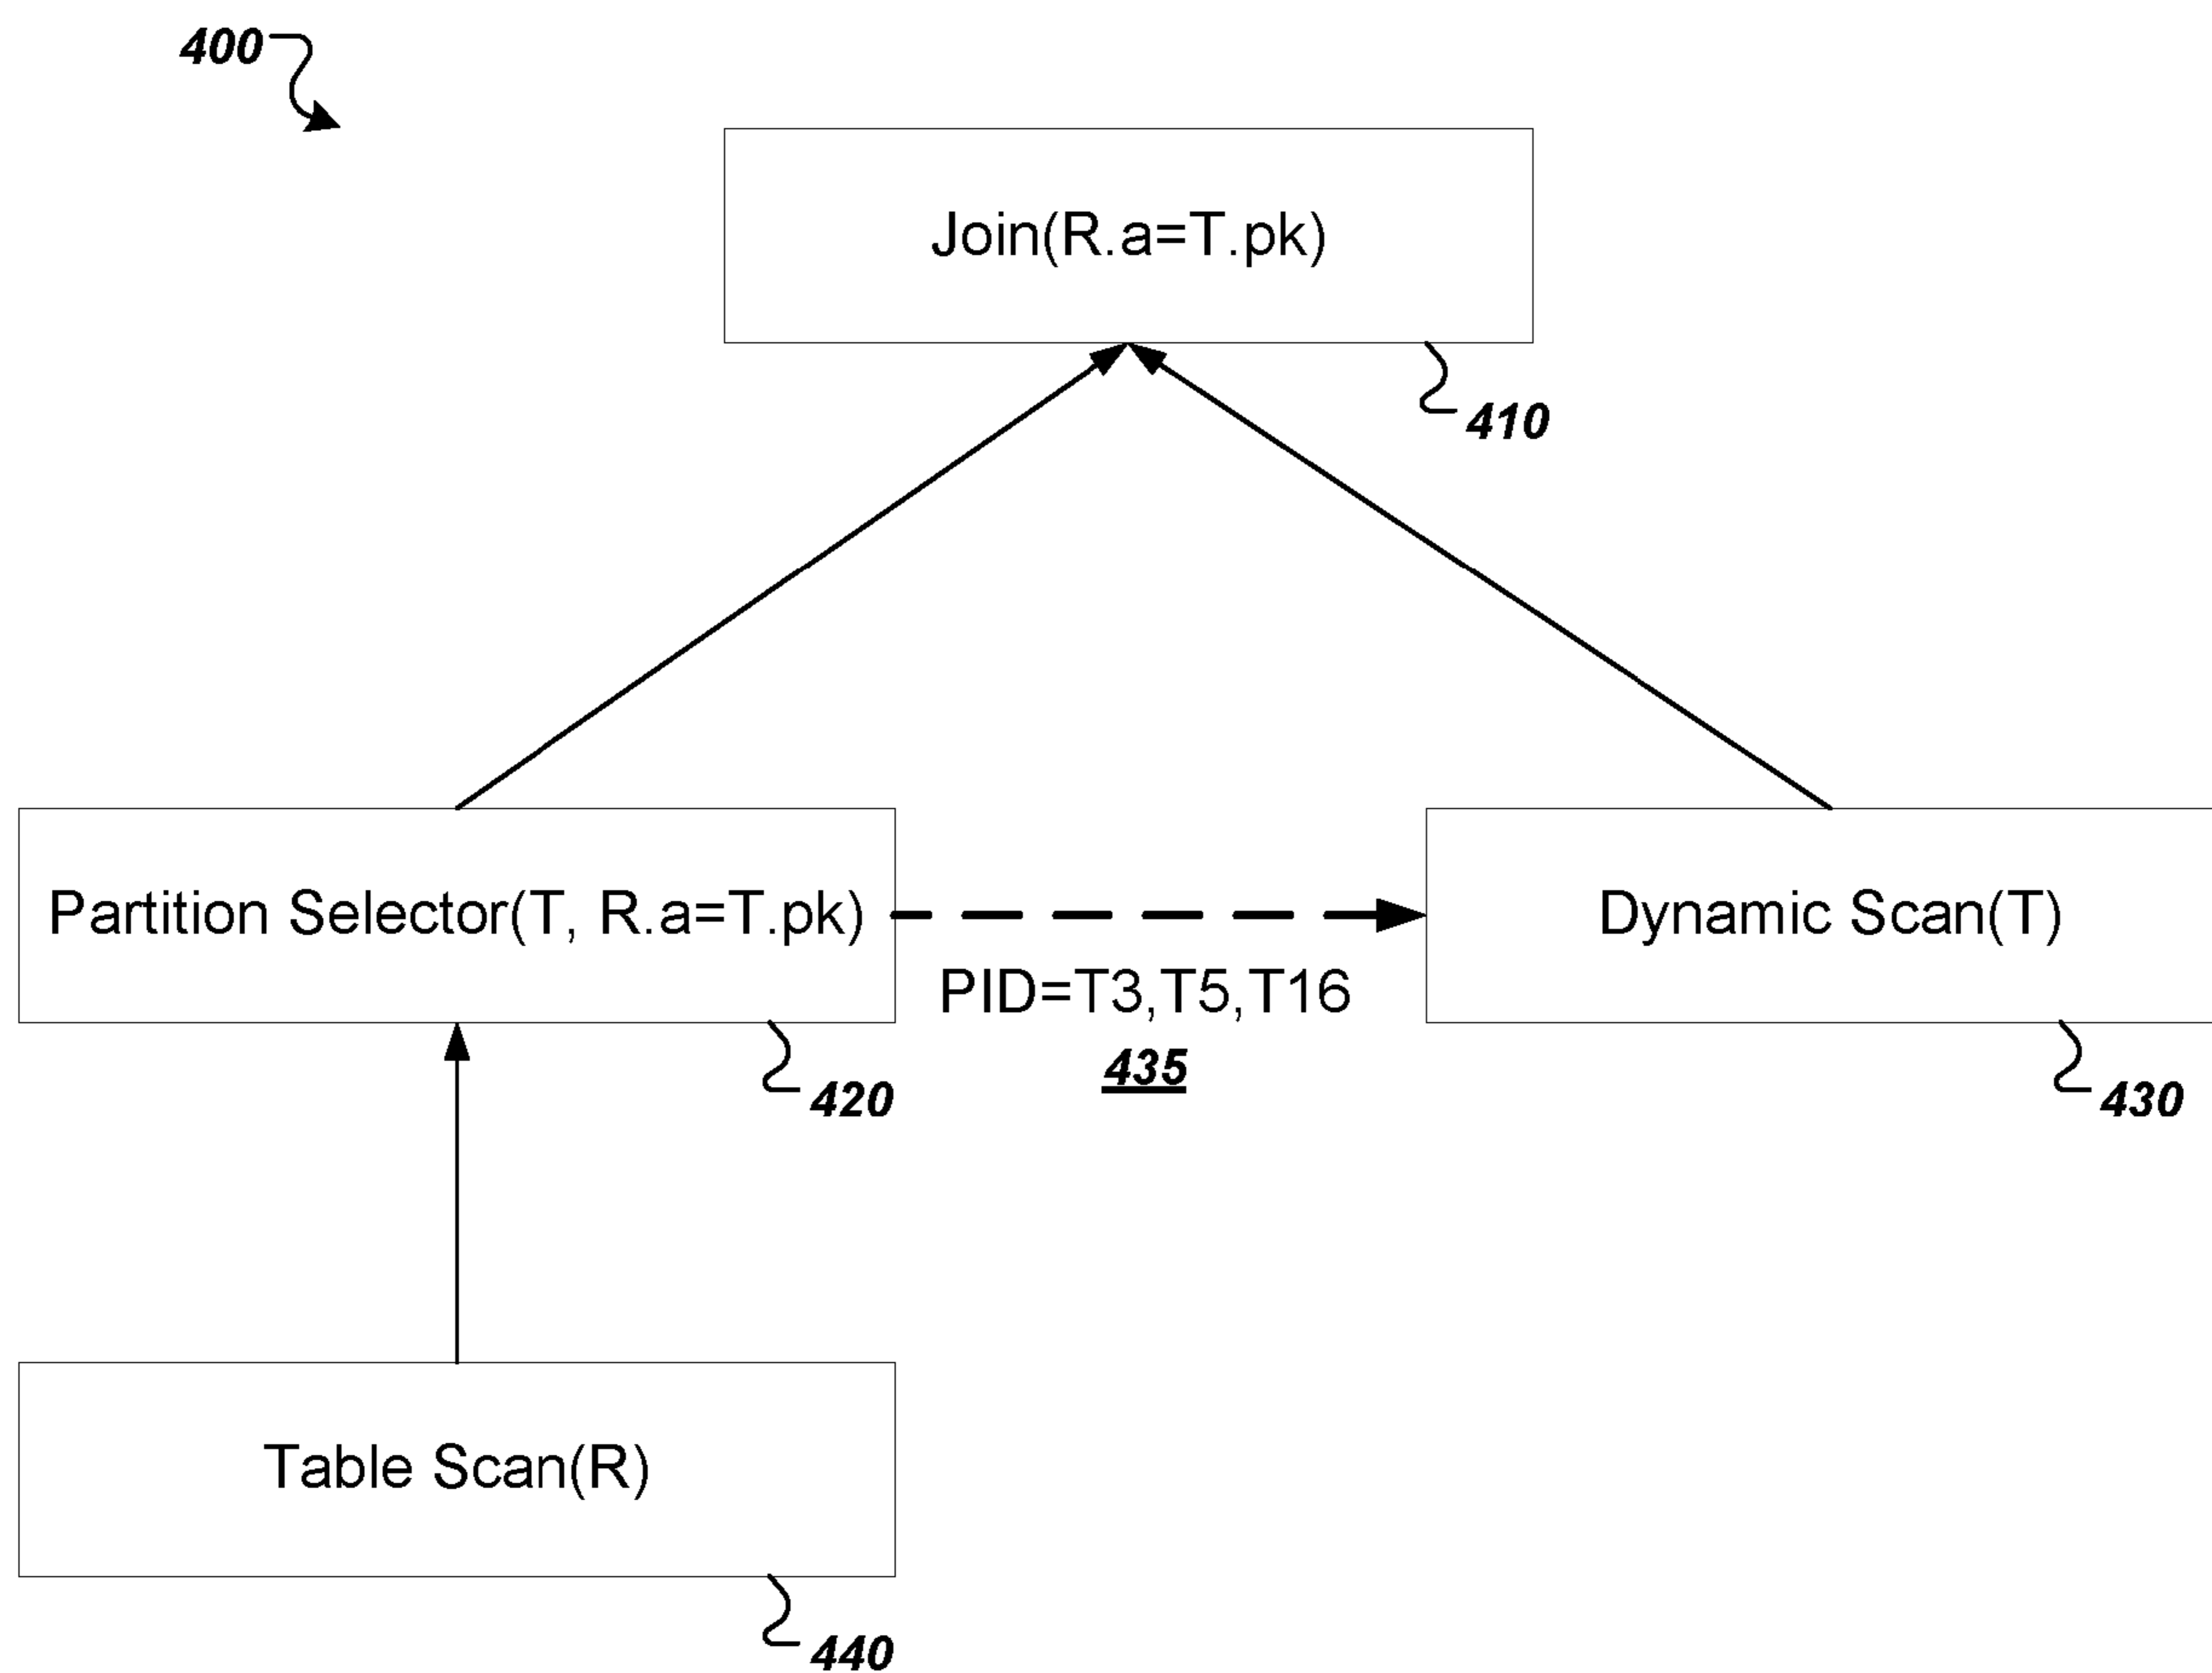 400
Join(R.a=T.pk)
410
Partition Selector(T, R.a=T.pk)
Dynamic Scan(T)
PID=T3,T5,T16
435
420
430
Table Scan(R)
440